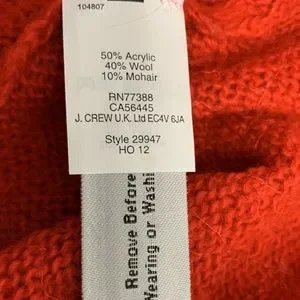 104807
50% Acrylic
40% Wool
10% Mohair
RN77388
CA56445
J. CREW U.K. Ltd EC4V 6JA
Style 29947
HO 12
Remove Before
Wearing or Washi